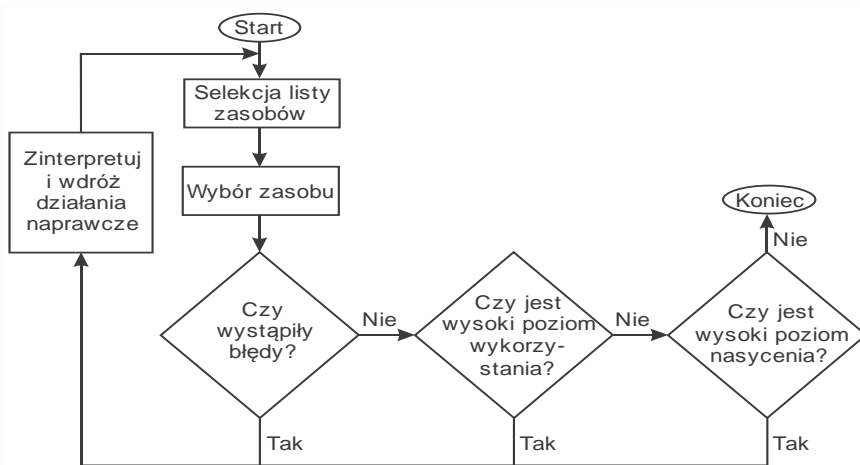 Start
Selekcja listy
zasobów
Zinterpretuj
i wdróż
działania
naprawcze
Wybór zasobu
Koniec
Nie
Czy
wystąpiły
błędy?
Nie
Czy jest
wysoki poziom
wykorzy-
stania?
Nie
Czy jest
wysoki poziom
nasycenia?
Tak
Tak
Tak